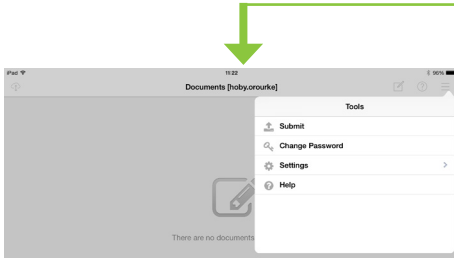 iPad 11:22 96%
Documents [hoby.orourke]
Tools
Submit
Change Password
Settings
Help
There are no documents